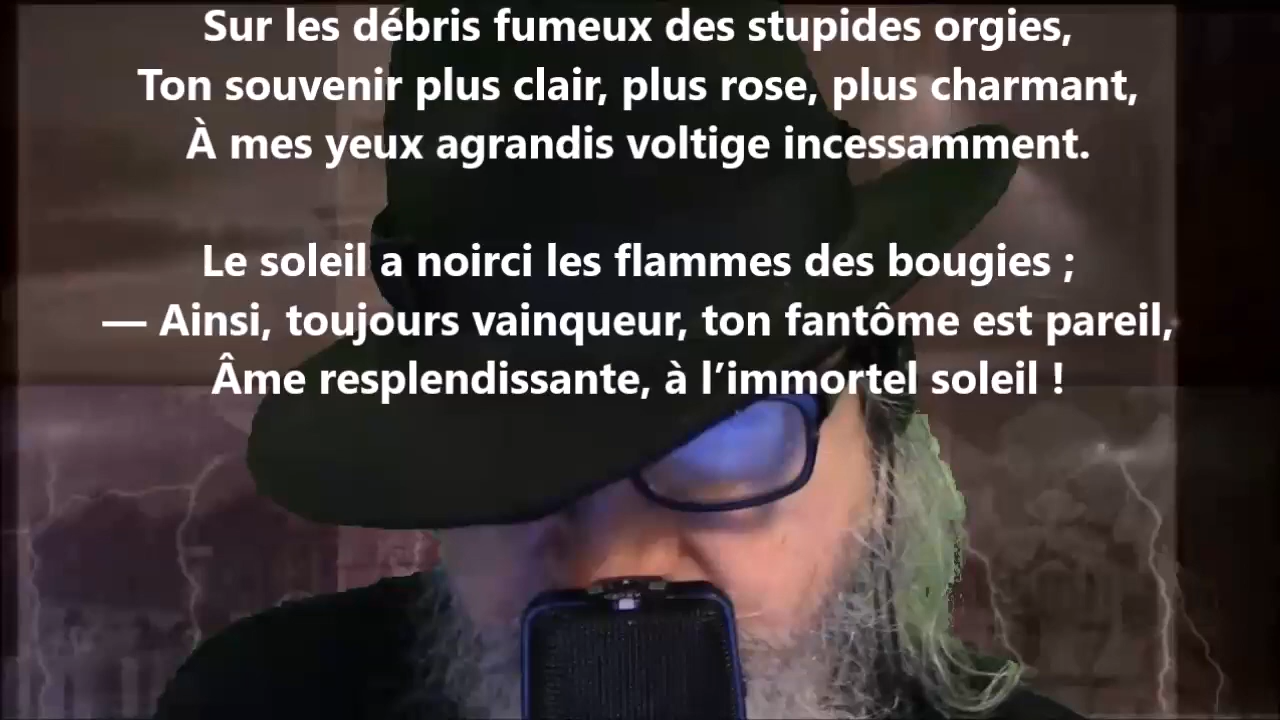 Sur les débris fumeux des stupides orgies,
Ton souvenir plus clair, plus rose, plus charmant,
À mes yeux agrandis voltige incessamment.
Le soleil a noirci les flammes des bougies ;
— Ainsi, toujours vainqueur, ton fantôme est pareil,
Âme resplendissante, à l’immortel soleil !